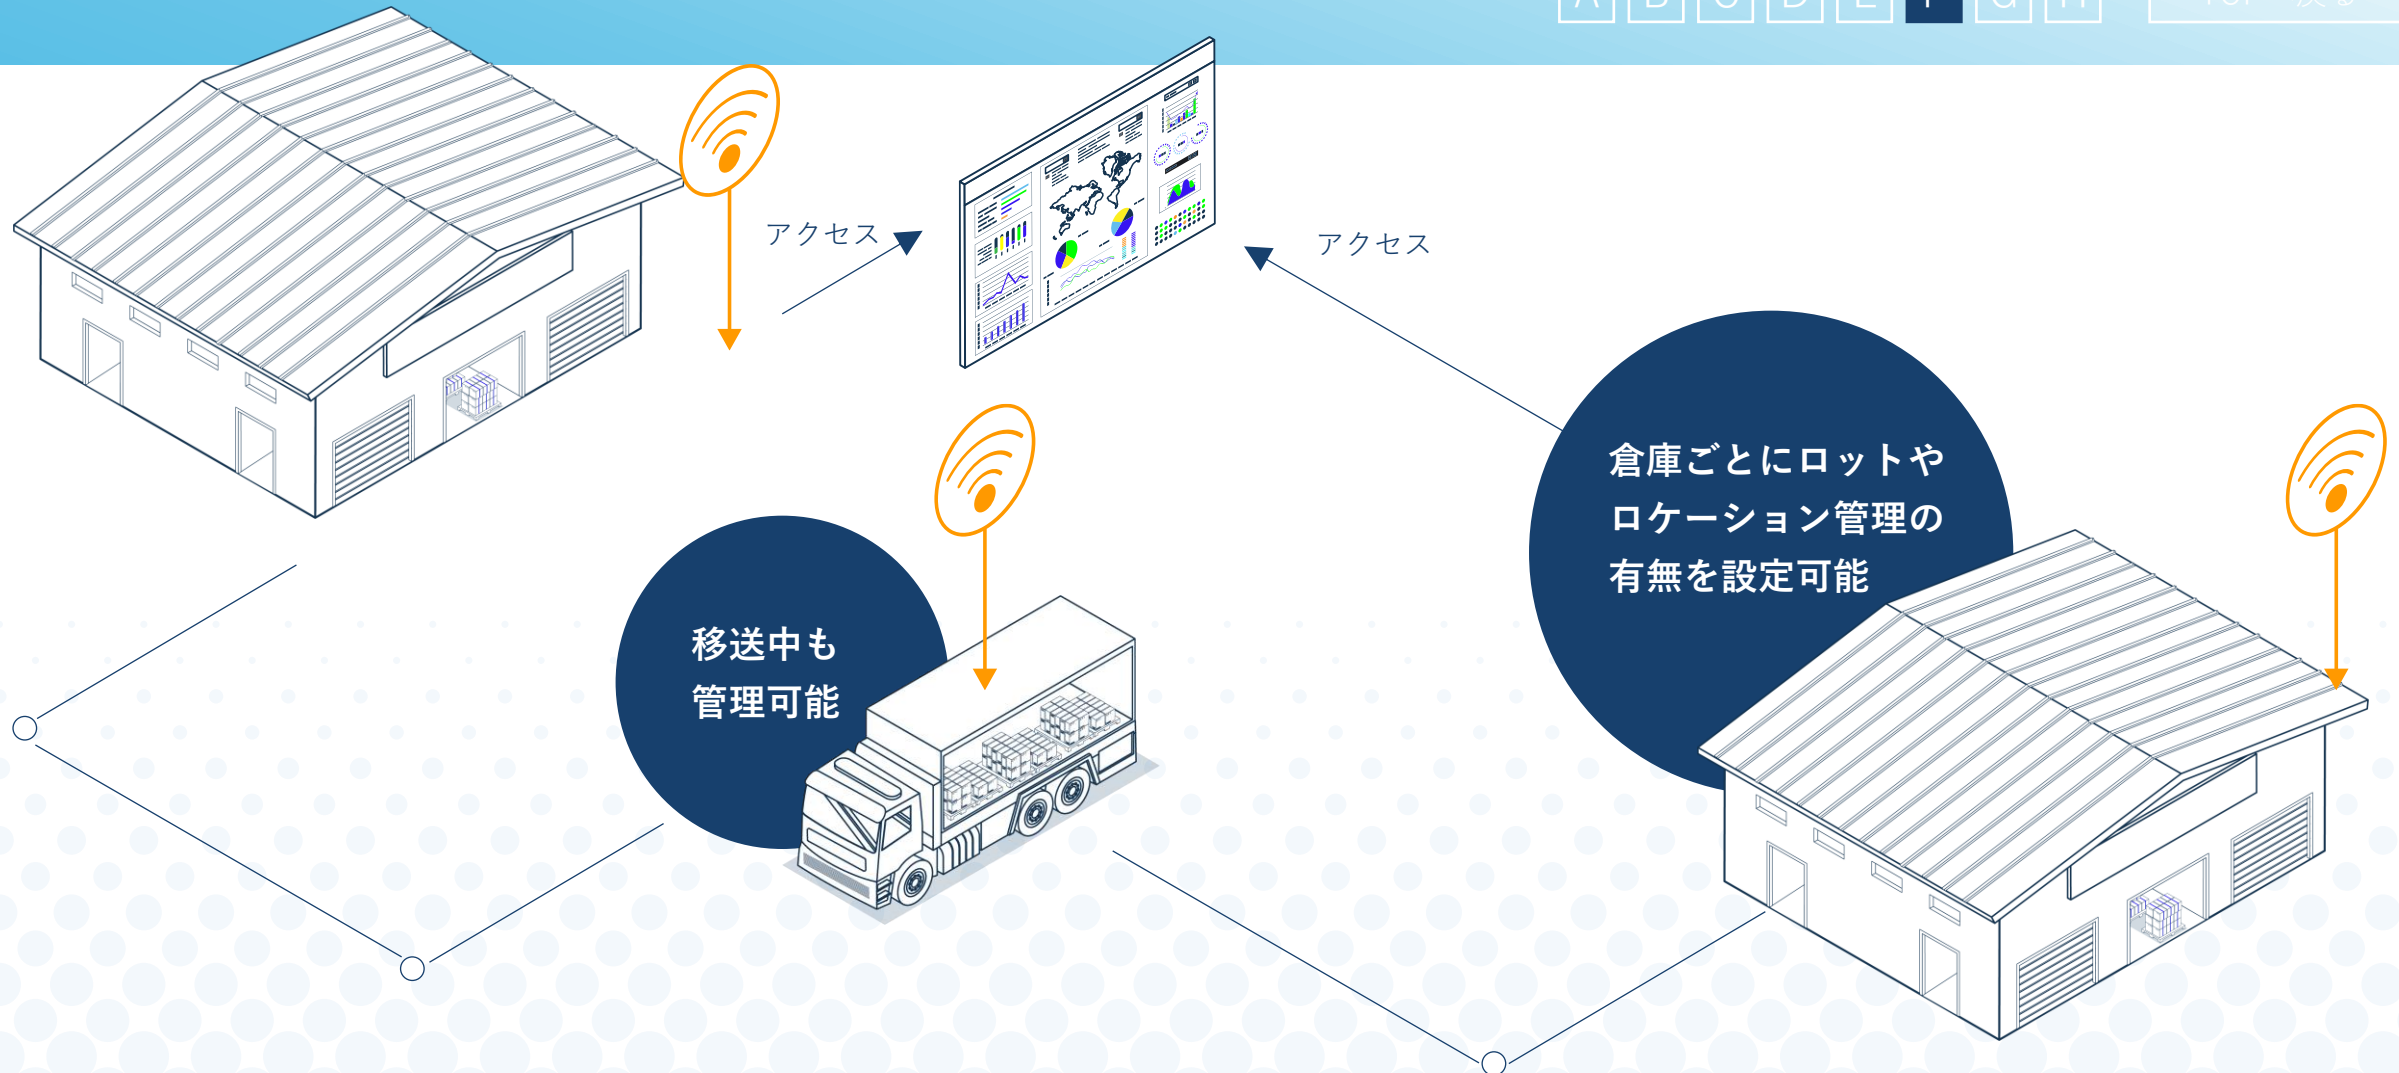 A B C D E F G H
アクセス
アクセス
倉庫ごとにロットや
ロケーション管理の
有無を設定可能
移送中も
管理可能